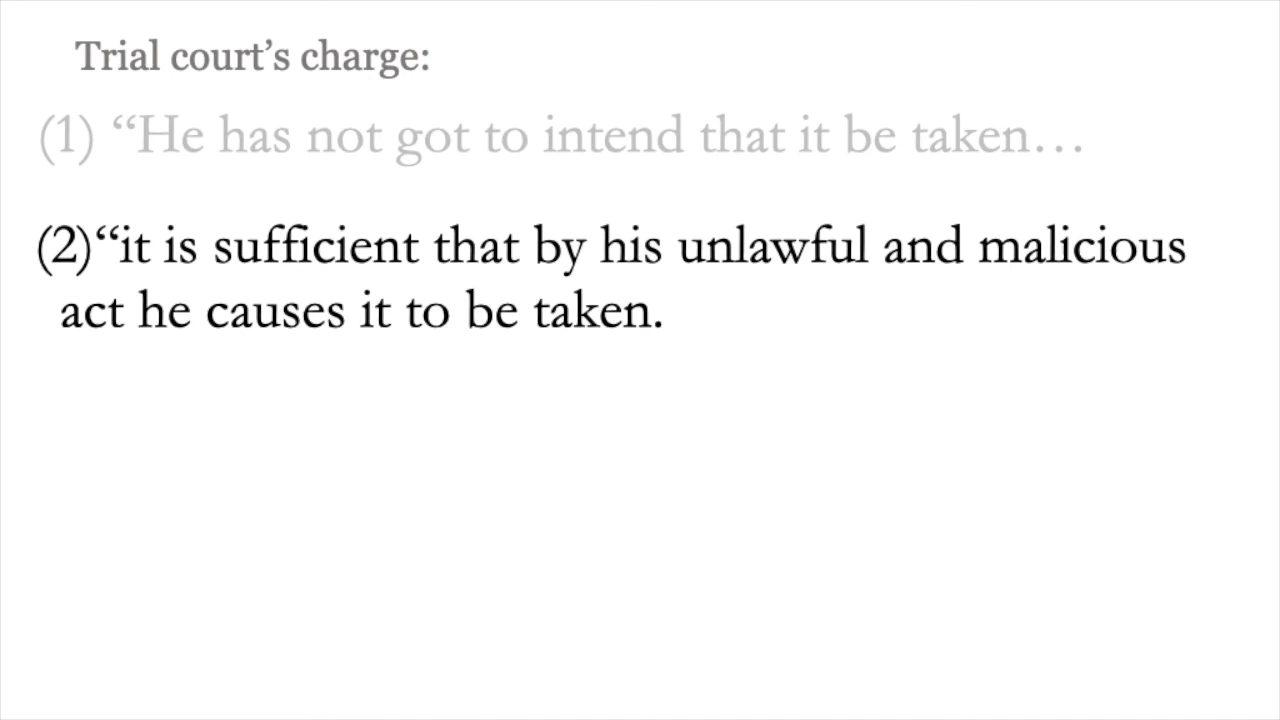 Trial court’s charge:
(1) “He has not got to intend that it be taken…
(2)“it is sufficient that by his unlawful and malicious
act he causes it to be taken.